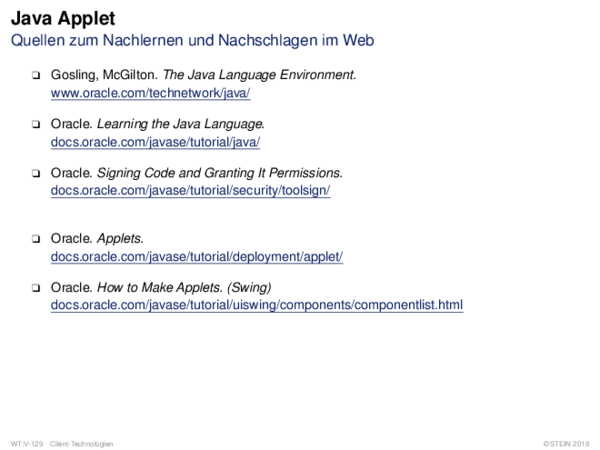 Java Applet
Quellen zum Nachlernen und Nachschlagen im Web
❑ Gosling, McGilton. The Java Language Environment.
www.oracle.com/technetwork/java/
❑ Oracle. Learning the Java Language.
docs.oracle.com/javase/tutorial/java/
❑ Oracle. Signing Code and Granting It Permissions.
docs.oracle.com/javase/tutorial/security/toolsign/
❑ Oracle. Applets.
docs.oracle.com/javase/tutorial/deployment/applet/
❑ Oracle. How to Make Applets. (Swing)
docs.oracle.com/javase/tutorial/uiswing/components/componentlist.html
WT:V-129 Client-Technologien ©STEIN 2018